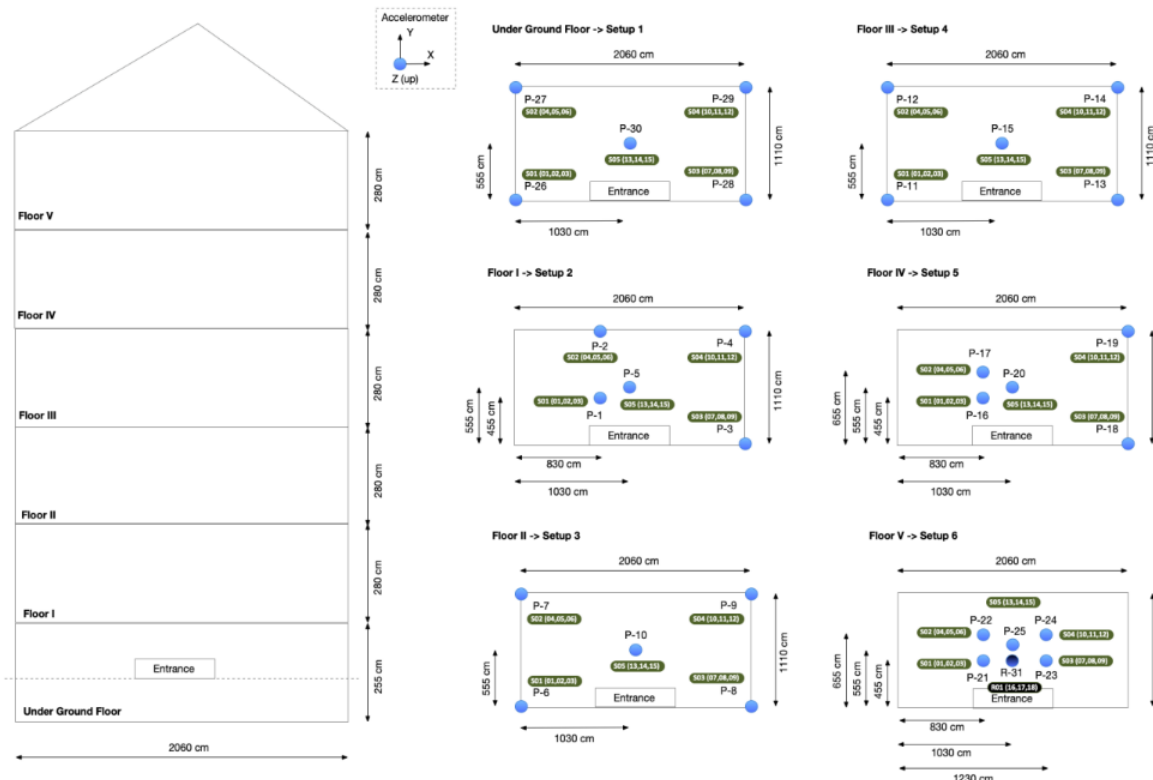 Accelerometer
Y
X
Z (up)
Floor V
Floor IV
Floor III
Floor II
Floor I
Entrance
Under Ground Floor
280 cm
280 cm
280 cm
280 cm
280 cm
255 cm
2060 cm
Under Ground Floor -> Setup 1
2060 cm
P-27
P-29
S02 (04,05,06)
S04 (10,11,12)
P-30
S05 (13,14,15)
S01 (01,02,03)
S03 (07,08,09)
P-26
Entrance
P-28
555 cm
1110 cm
1030 cm
Floor I -> Setup 2
2060 cm
P-2
P-4
S02 (04,05,06)
S04 (10,11,12)
P-5
S01 (01,02,03)
S05 (13,14,15)
P-1
S03 (07,08,09)
Entrance
P-3
555 cm
455 cm
1110 cm
830 cm
1030 cm
Floor II -> Setup 3
2060 cm
P-7
P-9
S02 (04,05,06)
S04 (10,11,12)
P-10
S05 (13,14,15)
S01 (01,02,03)
S03 (07,08,09)
P-6
Entrance
P-8
555 cm
1110 cm
1030 cm
Floor III -> Setup 4
2060 cm
P-12
P-14
S02 (04,05,06)
S04 (10,11,12)
P-15
S05 (13,14,15)
S01 (01,02,03)
S03 (07,08,09)
P-11
Entrance
P-13
555 cm
1110 cm
1030 cm
Floor IV -> Setup 5
2060 cm
P-19
P-17
S04 (10,11,12)
S02 (04,05,06)
P-20
S01 (01,02,03)
S05 (13,14,15)
P-16
S03 (07,08,09)
Entrance
P-18
655 cm
555 cm
455 cm
1110 cm
830 cm
1030 cm
Floor V -> Setup 6
2060 cm
S05 (13,14,15)
P-22
P-24
S02 (04,05,06)
P-25
S04 (10,11,12)
S01 (01,02,03)
S03 (07,08,09)
P-21
R-31
P-23
R01 (16,17,18)
Entrance
655 cm
555 cm
455 cm
830 cm
1030 cm
1230 cm